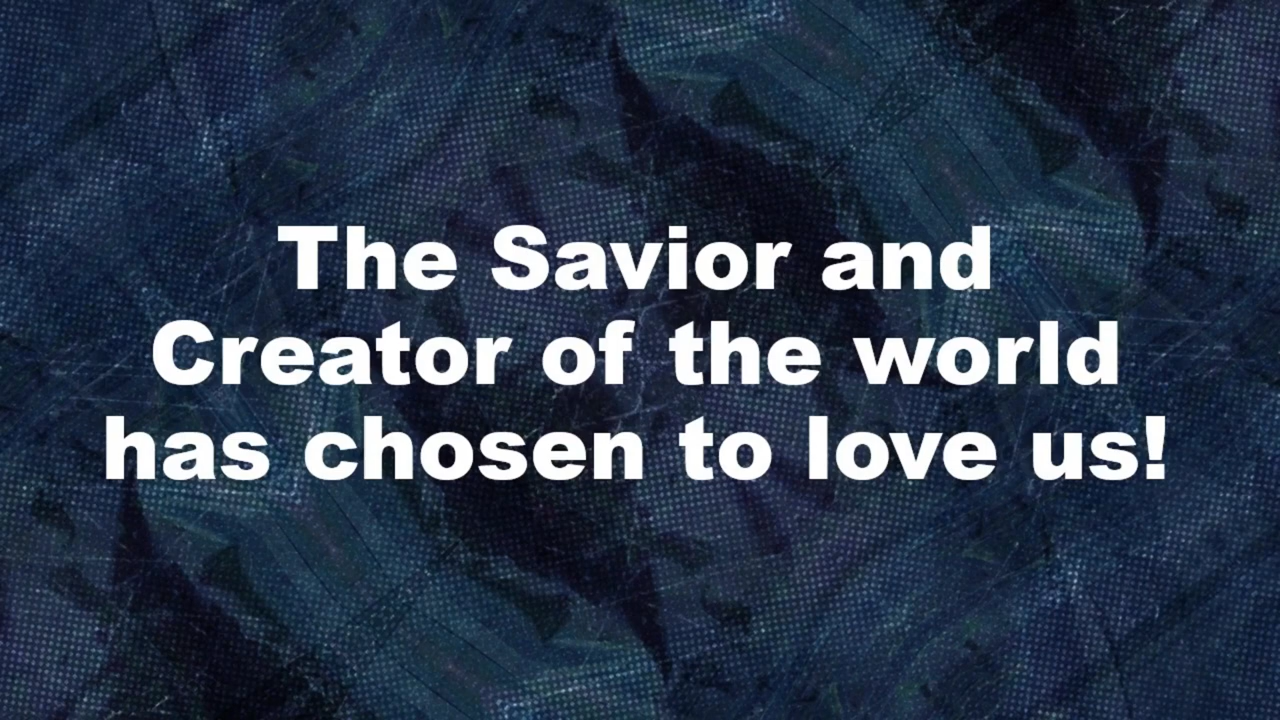 The Savior and
Creator of the world
has chosen to love us!